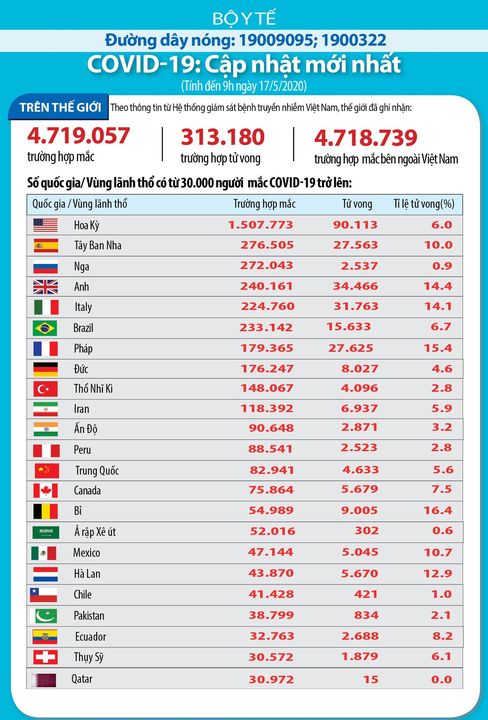 BỘ Y TẾ
Đường dây nóng: 19009095; 1900322
COVID-19: Cập nhật mới nhất
(Tính đến 9h ngày 17/5/2020)
TRÊN THẾ GIỚI Theo thông tin từ Hệ thống giám sát bệnh truyền nhiễm Việt Nam, thế giới đã ghi nhận:
4.719.057 313.180 4.718.739
trường hợp mắc trường hợp tử vong trường hợp mắc bên ngoài Việt Nam
Số quốc gia/ Vùng lãnh thổ có từ 30.000 người mắc COVID-19 trở lên:
Quốc gia / Vùng lãnh thổ Trường hợp mắc Tử vong Tỉ lệ tử vong(%)
Hoa Kỳ 1.507.773 90.113 6.0
Tây Ban Nha 276.505 27.563 10.0
Nga 272.043 2.537 0.9
Anh 240.161 34.466 14.4
Italy 224.760 31.763 14.1
Brazil 233.142 15.633 6.7
Pháp 179.365 27.625 15.4
Đức 176.247 8.027 4.6
Thổ Nhĩ Kì 148.067 4.096 2.8
Iran 118.392 6.937 5.9
Ấn Độ 90.648 2.871 3.2
Peru 88.541 2.523 2.8
Trung Quốc 82.941 4.633 5.6
Canada 75.864 5.679 7.5
Bỉ 54.989 9.005 16.4
Ả rập Xê út 52.016 302 0.6
Mexico 47.144 5.045 10.7
Hà Lan 43.870 5.670 12.9
Chile 41.428 421 1.0
Pakistan 38.799 834 2.1
Ecuador 32.763 2.688 8.2
Thụy Sỹ 30.572 1.879 6.1
Qatar 30.972 15 0.0